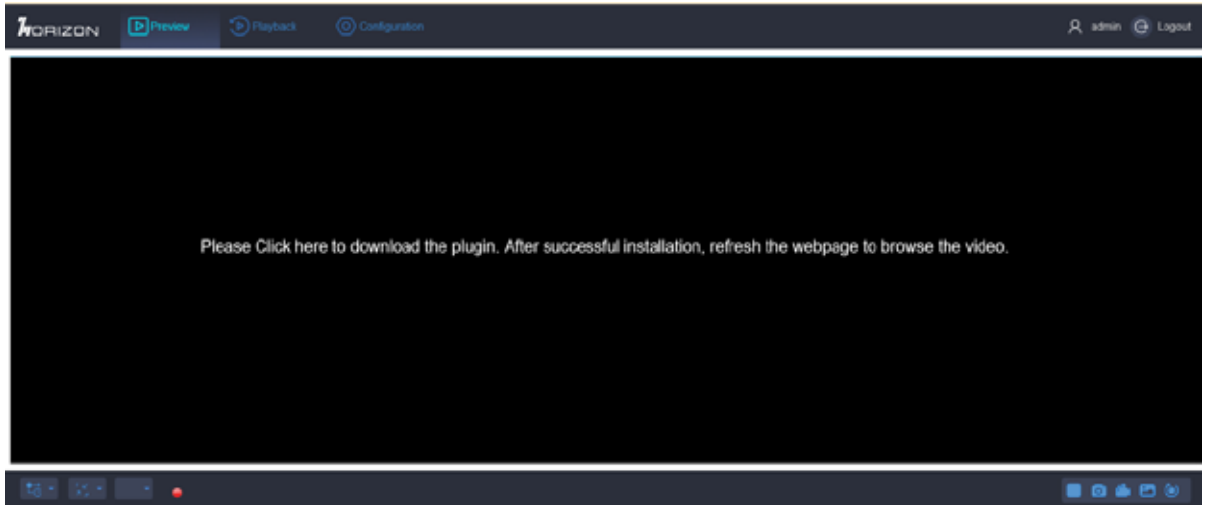 HORIZON Preview Playback Configuration admin Logout
Please Click here to download the plugin. After successful installation, refresh the webpage to browse the video.